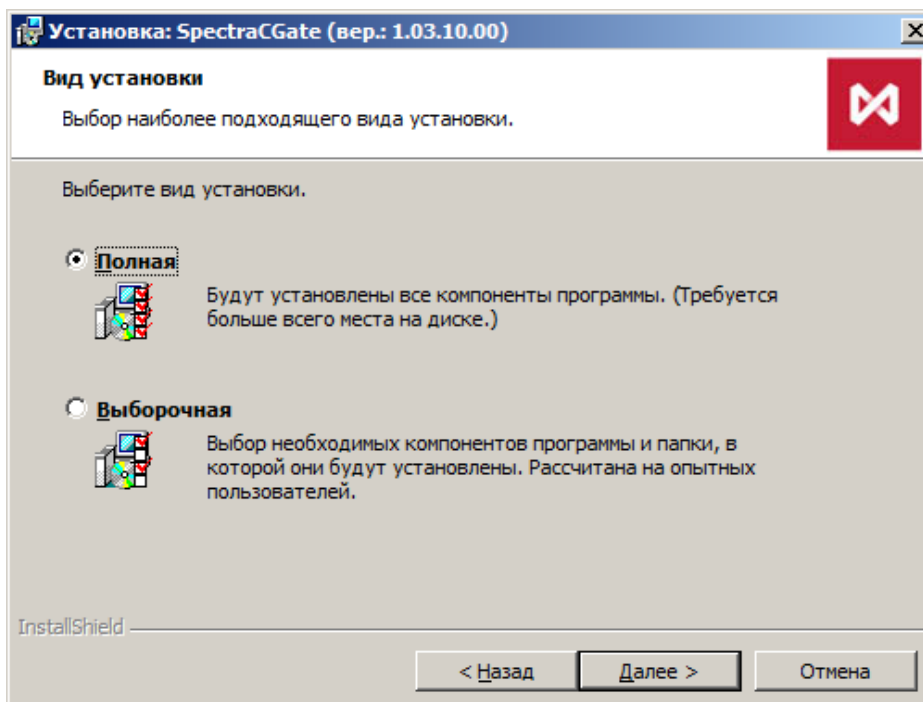 Установка: SpectraCGate (вер.: 1.03.10.00)
Вид установки
Выбор наиболее подходящего вида установки.
Выберите вид установки.
Полная
Будут установлены все компоненты программы. (Требуется
больше всего места на диске.)
Выборочная
Выбор необходимых компонентов программы и папки, в
которой они будут установлены. Рассчитана на опытных
пользователей.
InstallShield
< Назад
Далее >
Отмена